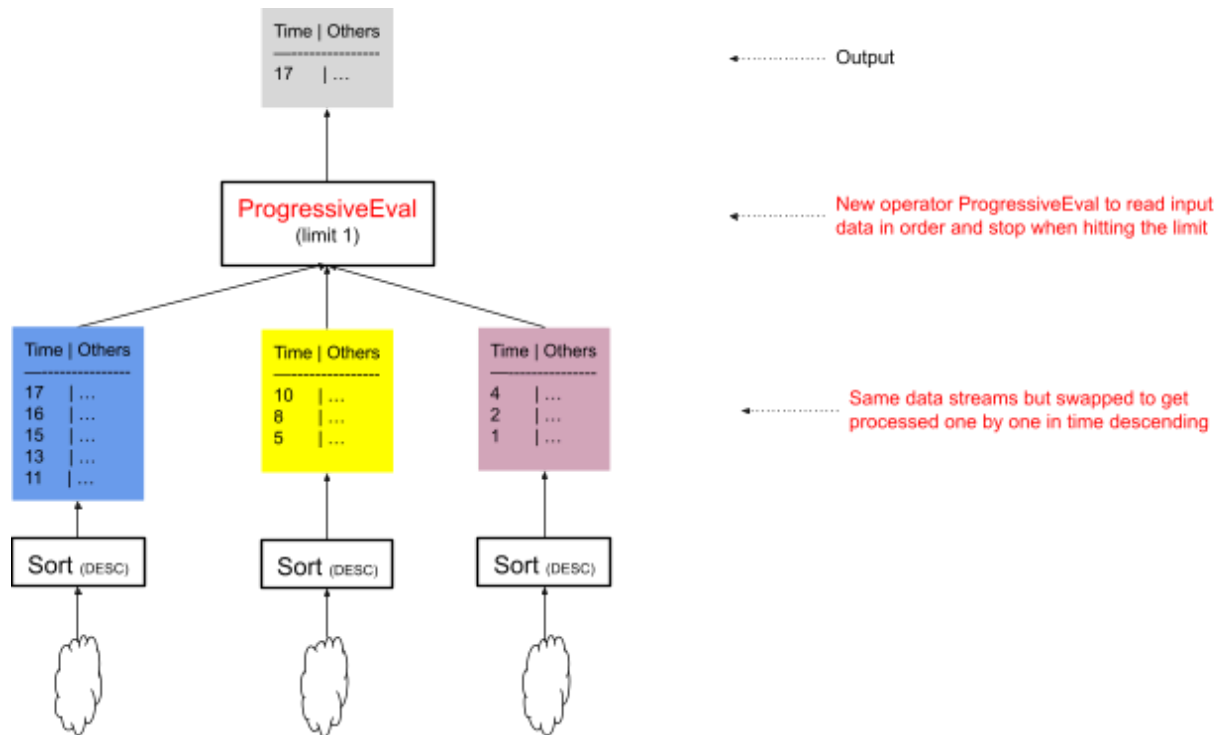 Time | Others
------------------
17 | ...
Output
ProgressiveEval
(limit 1)
New operator ProgressiveEval to read input
data in order and stop when hitting the limit
Time | Others
------------------
17 | ...
16 | ...
15 | ...
13 | ...
11 | ...
Time | Others
------------------
10 | ...
8 | ...
5 | ...
Time | Others
------------------
4 | ...
2 | ...
1 | ...
Same data streams but swapped to get
processed one by one in time descending
Sort (DESC)
Sort (DESC)
Sort (DESC)